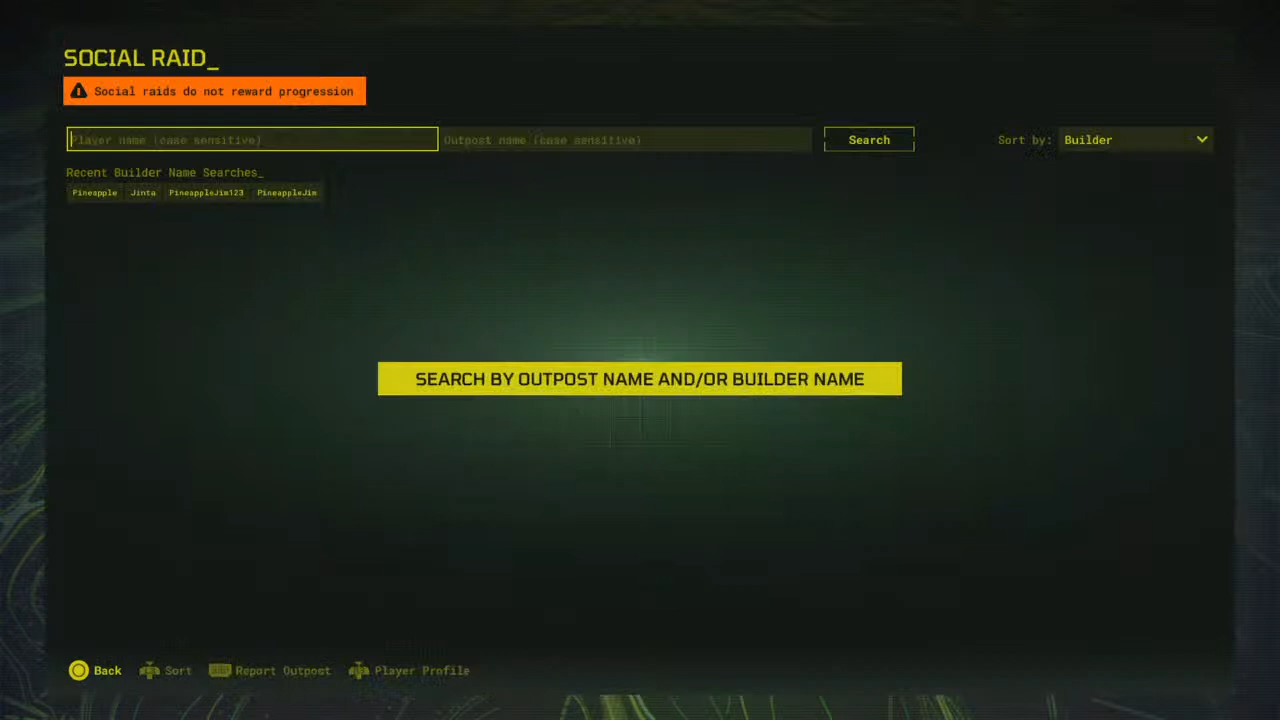 SOCIAL RAID_
Social raids do not reward progression
Player name (case sensitive) Outpost name (case sensitive) Search Sort by: Builder
Recent Builder Name Searches_
Pineapple Jinta PineappleJim123 PineappleJim
SEARCH BY OUTPOST NAME AND/OR BUILDER NAME
Back Sort Report Outpost Player Profile